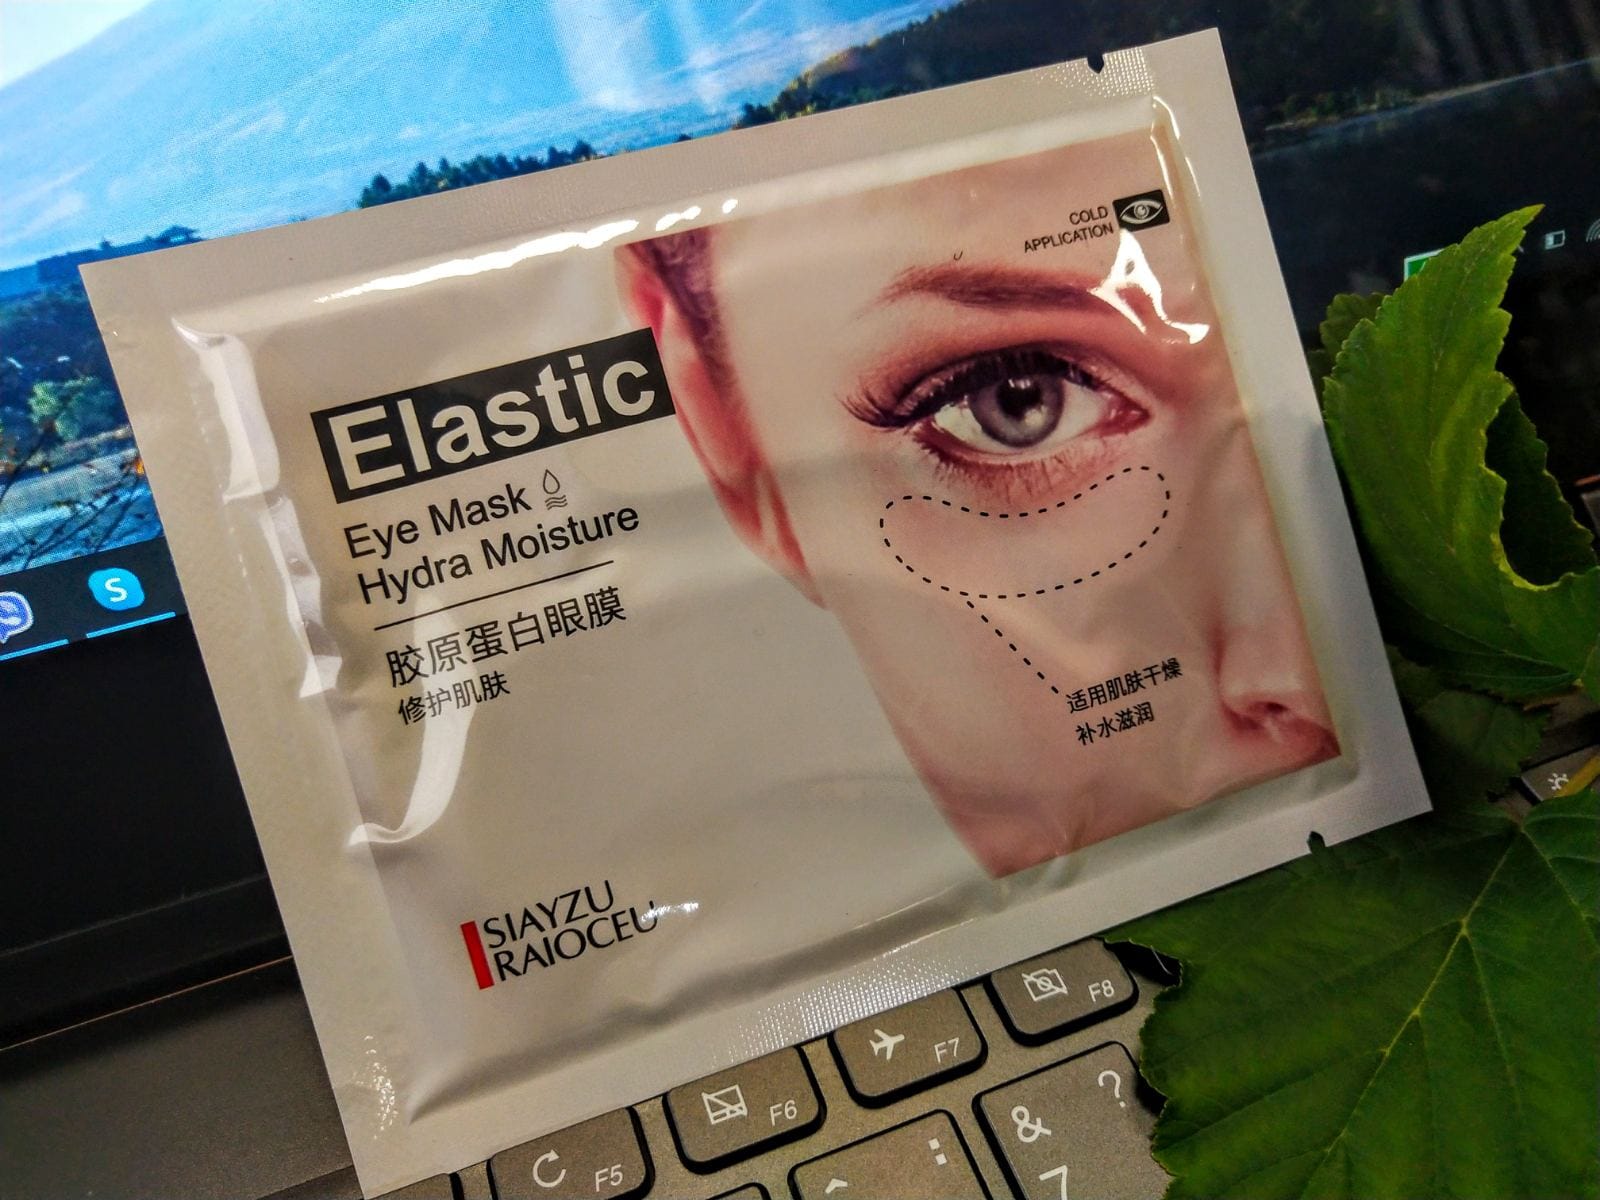 COLD
APPLICATION
Elastic
Eye Mask
Hydra Moisture
胶原蛋白眼膜
修护肌肤
适用肌肤干燥
补水滋润
SIAYZU
RAIOCEU
S
F5
F6
F7
F8
&
7
?
:
^